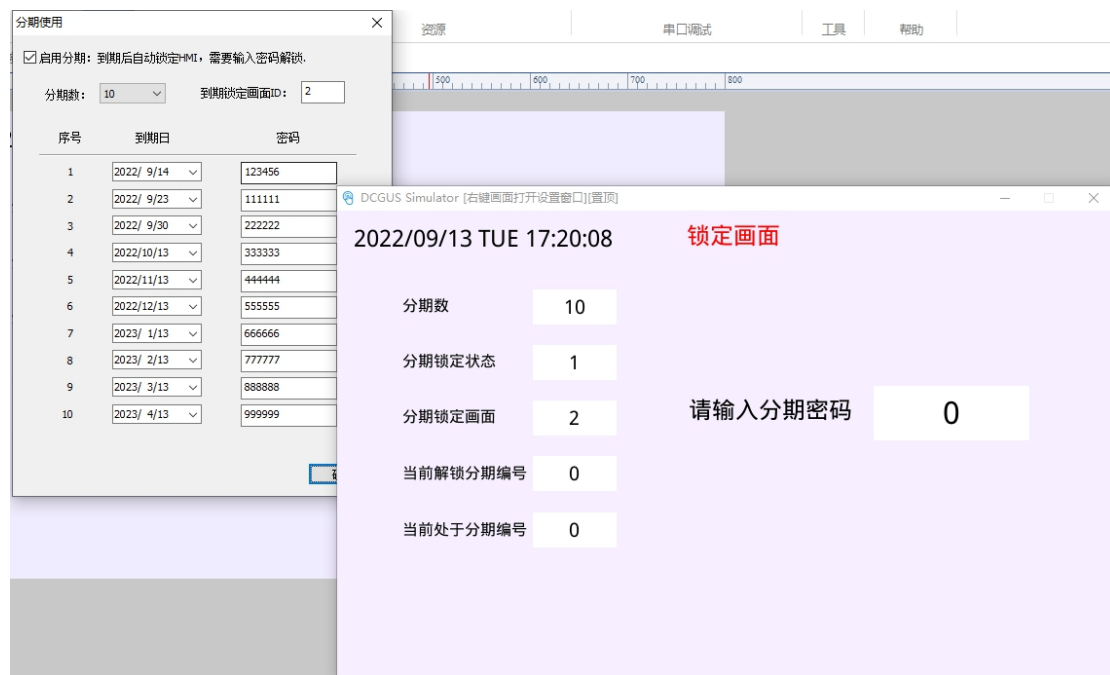 分期使用
资源 串口调试 工具 帮助
启用分期: 到期后自动锁定HMI, 需要输入密码解锁.
500 600 700 800
分期数: 10 到期锁定画面ID: 2
序号 到期日 密码
1 2022/ 9/14 123456
2 2022/ 9/23 111111
3 2022/ 9/30 222222
4 2022/10/13 333333
5 2022/11/13 444444
6 2022/12/13 555555
7 2023/ 1/13 666666
8 2023/ 2/13 777777
9 2023/ 3/13 888888
10 2023/ 4/13 999999
DCGUS Simulator [右键画面打开设置窗口][置顶]
2022/09/13 TUE 17:20:08 锁定画面
分期数 10
分期锁定状态 1
分期锁定画面 2
请输入分期密码 0
当前解锁分期编号 0
当前处于分期编号 0